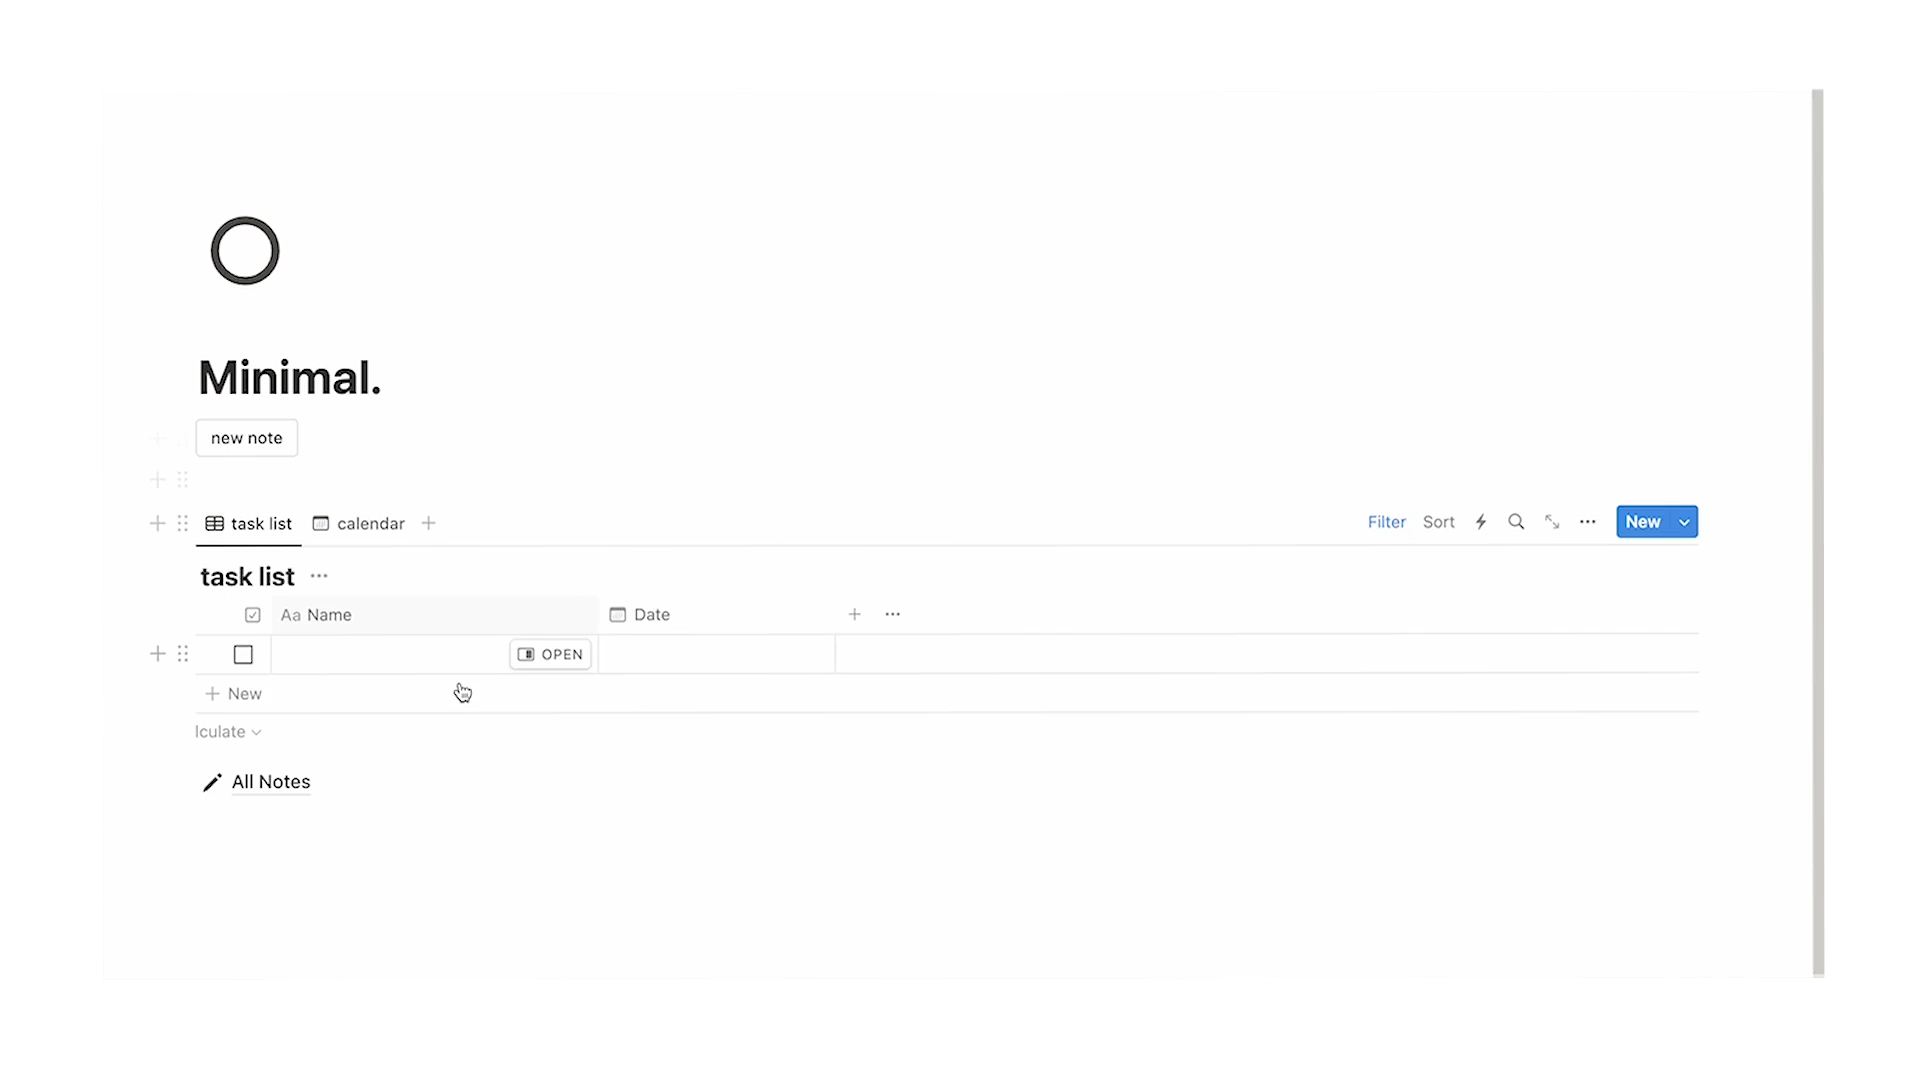 Minimal.
new note
task list calendar
Filter Sort New
task list
Aa Name Date
OPEN
New
lculate
All Notes